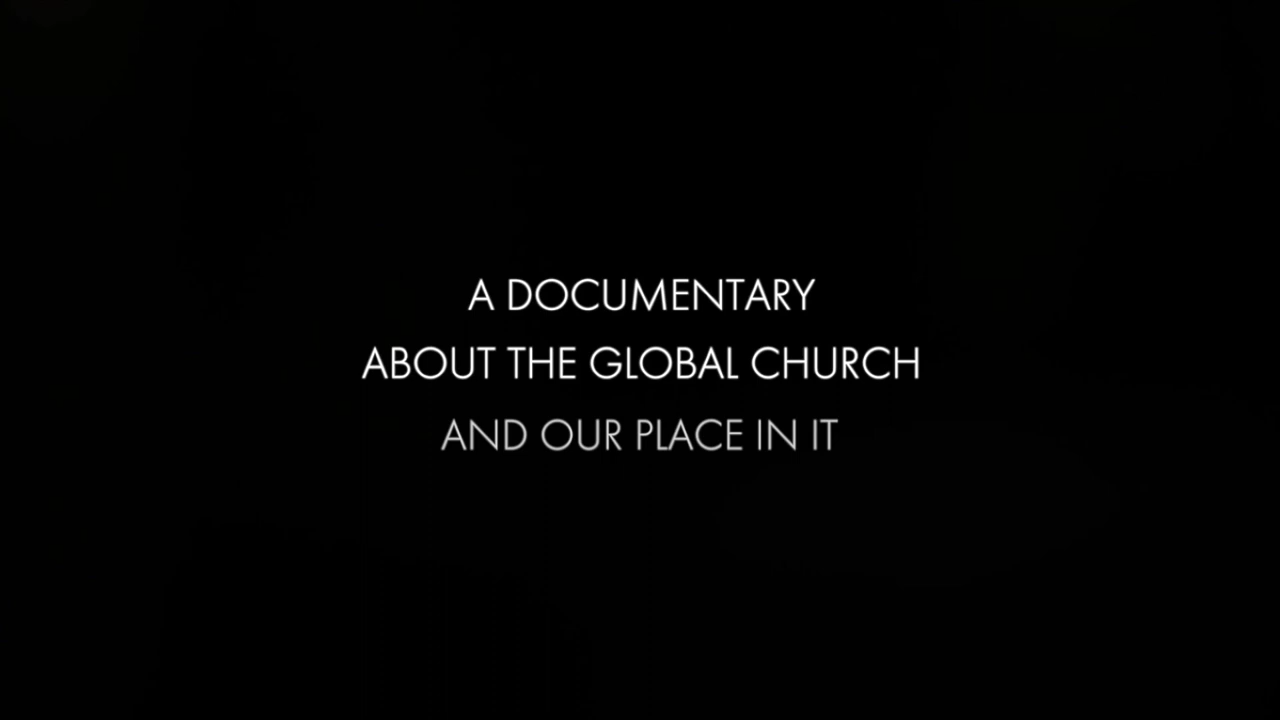 A DOCUMENTARY
ABOUT THE GLOBAL CHURCH
AND OUR PLACE IN IT